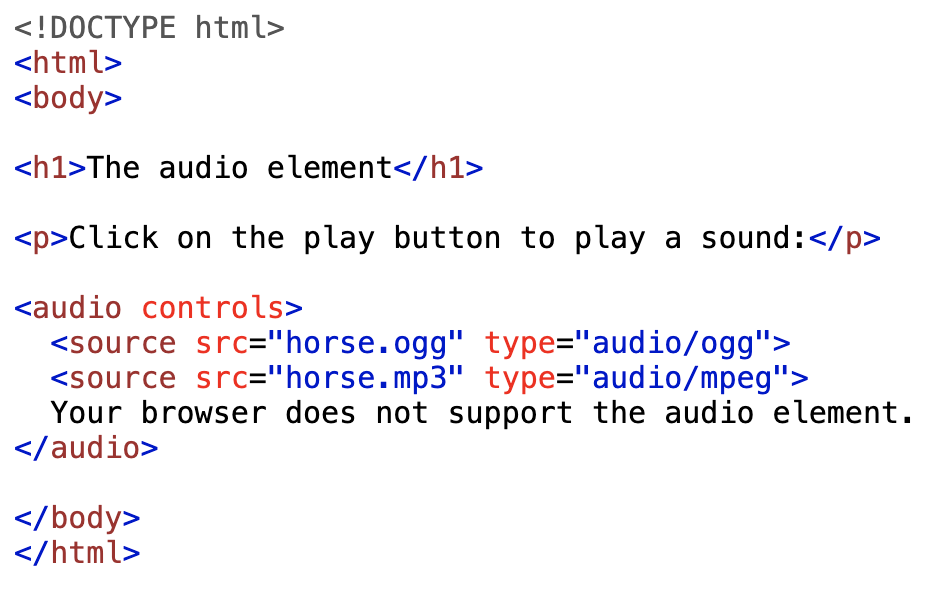 <!DOCTYPE html>
<html>
<body>
<h1>The audio element</h1>
<p>Click on the play button to play a sound:</p>
<audio controls>
  <source src="horse.ogg" type="audio/ogg">
  <source src="horse.mp3" type="audio/mpeg">
  Your browser does not support the audio element.
</audio>
</body>
</html>